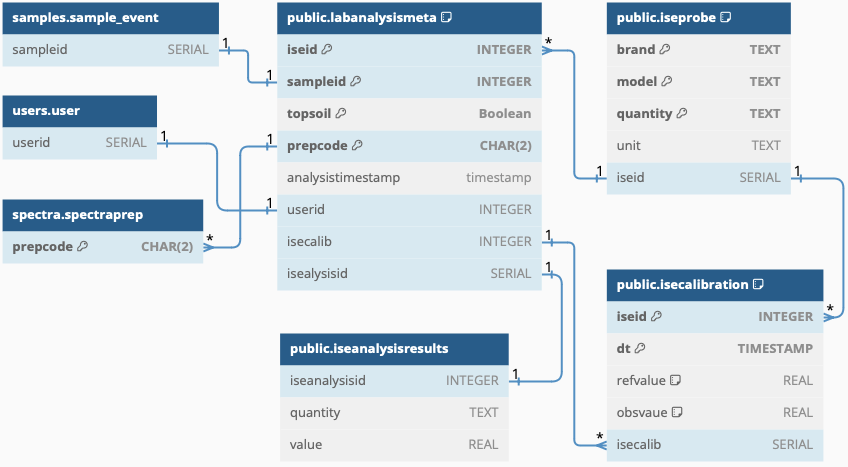 samples.sample_event
sampleid SERIAL
1
1
users.user
userid SERIAL
1
1
spectra.spectraprep
prepcode CHAR(2)
*
1
public.labanalysismeta
iseid INTEGER
sampleid INTEGER
topsoil Boolean
prepcode CHAR(2)
analysistimestamp timestamp
userid INTEGER
isecalib INTEGER
isealysisid SERIAL
*
1
1
1
public.iseanalysisresults
iseanalysisid INTEGER
quantity TEXT
value REAL
1
public.iseprobe
brand TEXT
model TEXT
quantity TEXT
unit TEXT
iseid SERIAL
1
*
public.isecalibration
iseid INTEGER
dt TIMESTAMP
refvalue REAL
obsvaue REAL
isecalib SERIAL
*